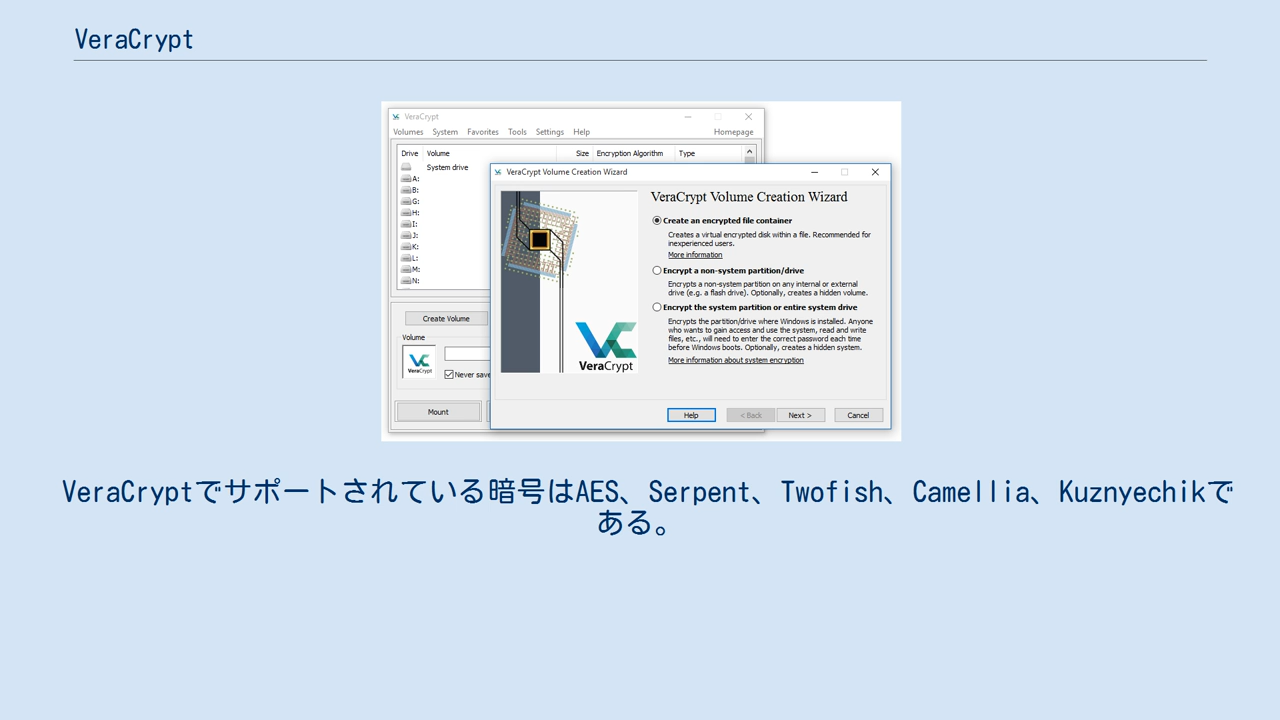 VeraCrypt
VeraCrypt
Volumes System Favorites Tools Settings Help Homepage
Drive Volume Size Encryption Algorithm Type
System drive
A:
B:
G:
H:
I:
J:
K:
L:
M:
N:
Create Volume
Volume
VeraCrypt
Never save
Mount
VeraCrypt Volume Creation Wizard
VeraCrypt Volume Creation Wizard
Create an encrypted file container
Creates a virtual encrypted disk within a file. Recommended for
inexperienced users.
More information
Encrypt a non-system partition/drive
Encrypts a non-system partition on any internal or external
drive (e.g. a flash drive). Optionally, creates a hidden volume.
Encrypt the system partition or entire system drive
Encrypts the partition/drive where Windows is installed. Anyone
who wants to gain access and use the system, read and write
files, etc., will need to enter the correct password each time
before Windows boots. Optionally, creates a hidden system.
More information about system encryption
VeraCrypt
Help < Back Next > Cancel
VeraCryptでサポートされている暗号はAES、Serpent、Twofish、Camellia、Kuznyechikで
ある。